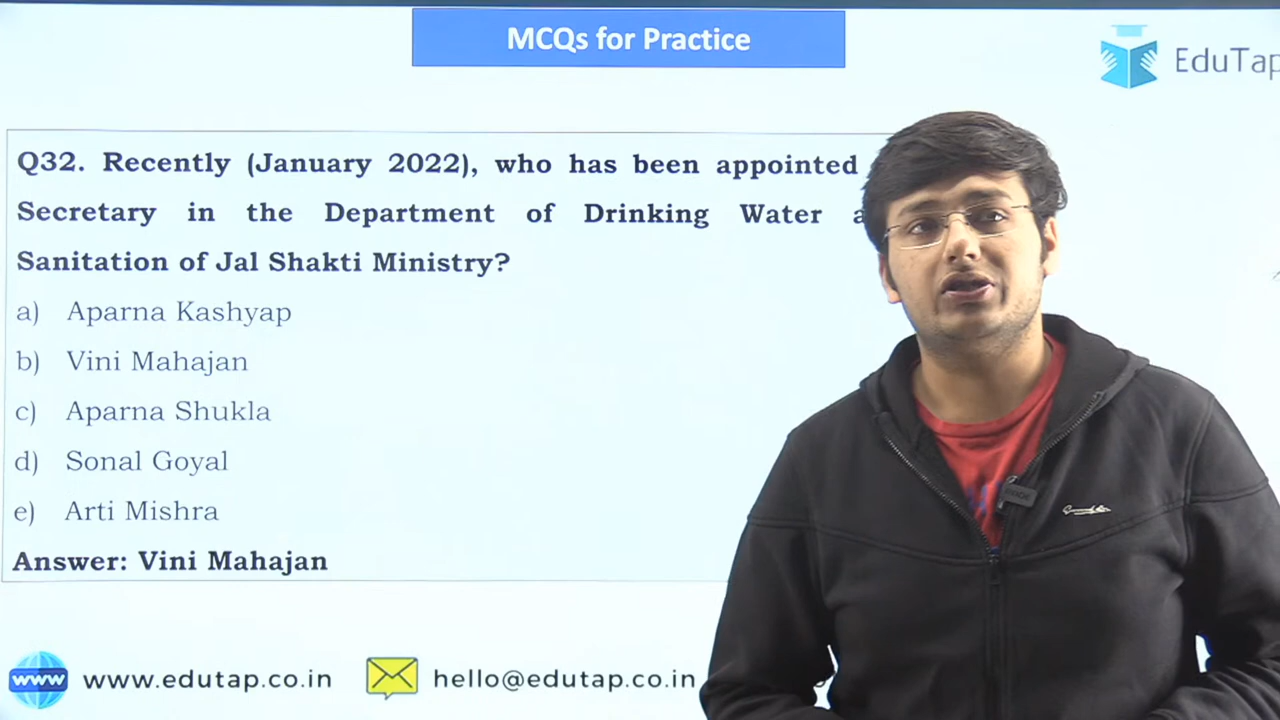 MCQs for Practice
EduTap
Q32. Recently (January 2022), who has been appointed
Secretary in the Department of Drinking Water
Sanitation of Jal Shakti Ministry?
a) Aparna Kashyap
b) Vini Mahajan
c) Aparna Shukla
d) Sonal Goyal
e) Arti Mishra
Answer: Vini Mahajan
www www.edutap.co.in hello@edutap.co.in